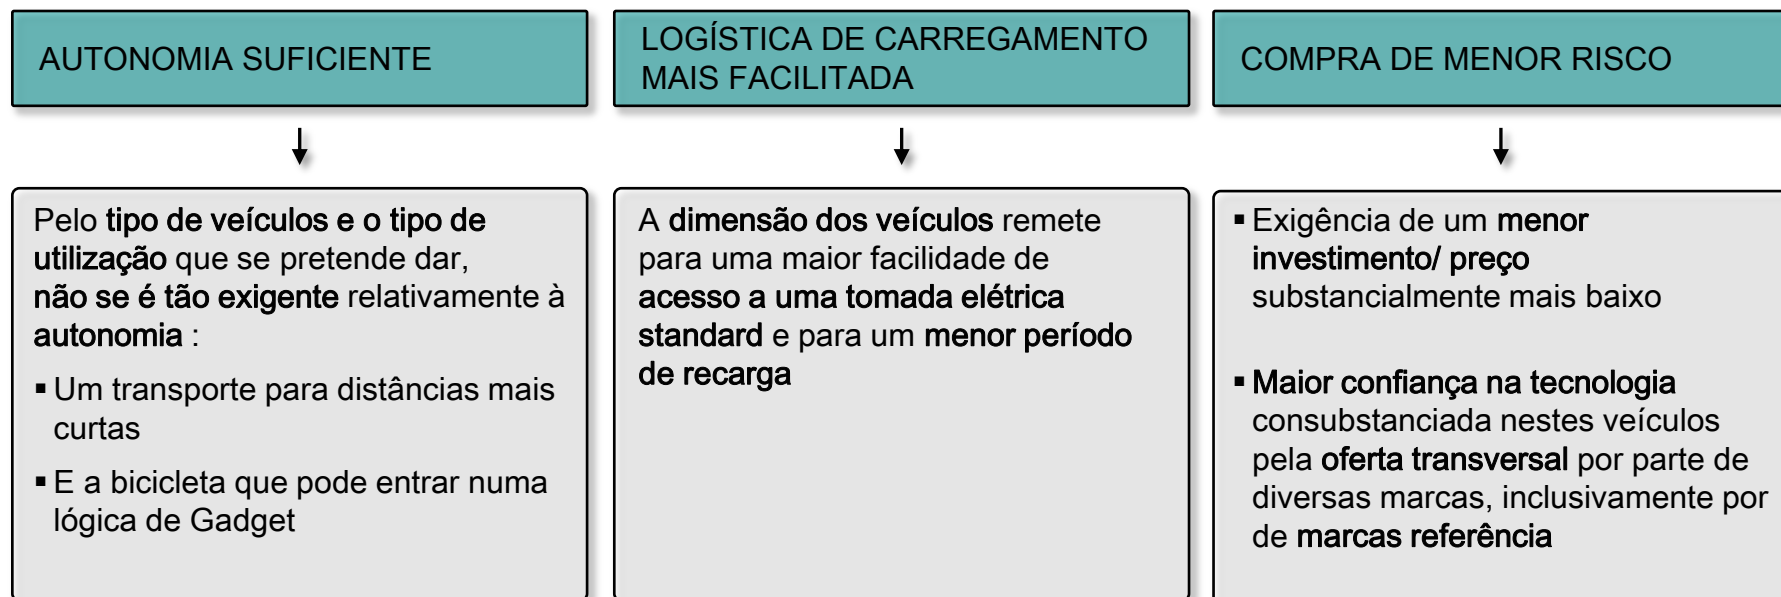 AUTONOMIA SUFICIENTE
Pelo tipo de veículos e o tipo de
utilização que se pretende dar,
não se é tão exigente relativamente à
autonomia :
▪ Um transporte para distâncias mais
curtas
▪ E a bicicleta que pode entrar numa
lógica de Gadget
LOGÍSTICA DE CARREGAMENTO
MAIS FACILITADA
A dimensão dos veículos remete
para uma maior facilidade de
acesso a uma tomada elétrica
standard e para um menor período
de recarga
COMPRA DE MENOR RISCO
▪ Exigência de um menor
investimento/ preço
substancialmente mais baixo
▪ Maior confiança na tecnologia
consubstanciada nestes veículos
pela oferta transversal por parte de
diversas marcas, inclusivamente por
de marcas referência